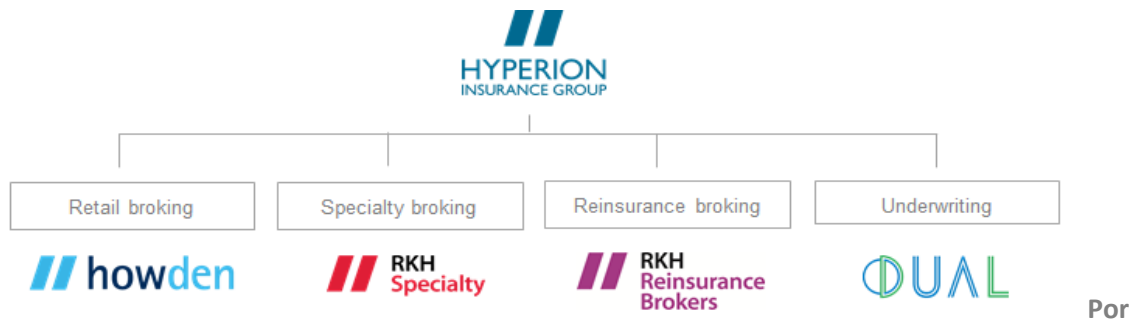 HYPERION
INSURANCE GROUP
Retail broking
Specialty broking
Reinsurance broking
Underwriting
howden
RKH
Specialty
RKH
Reinsurance
Brokers
DUAL
Por